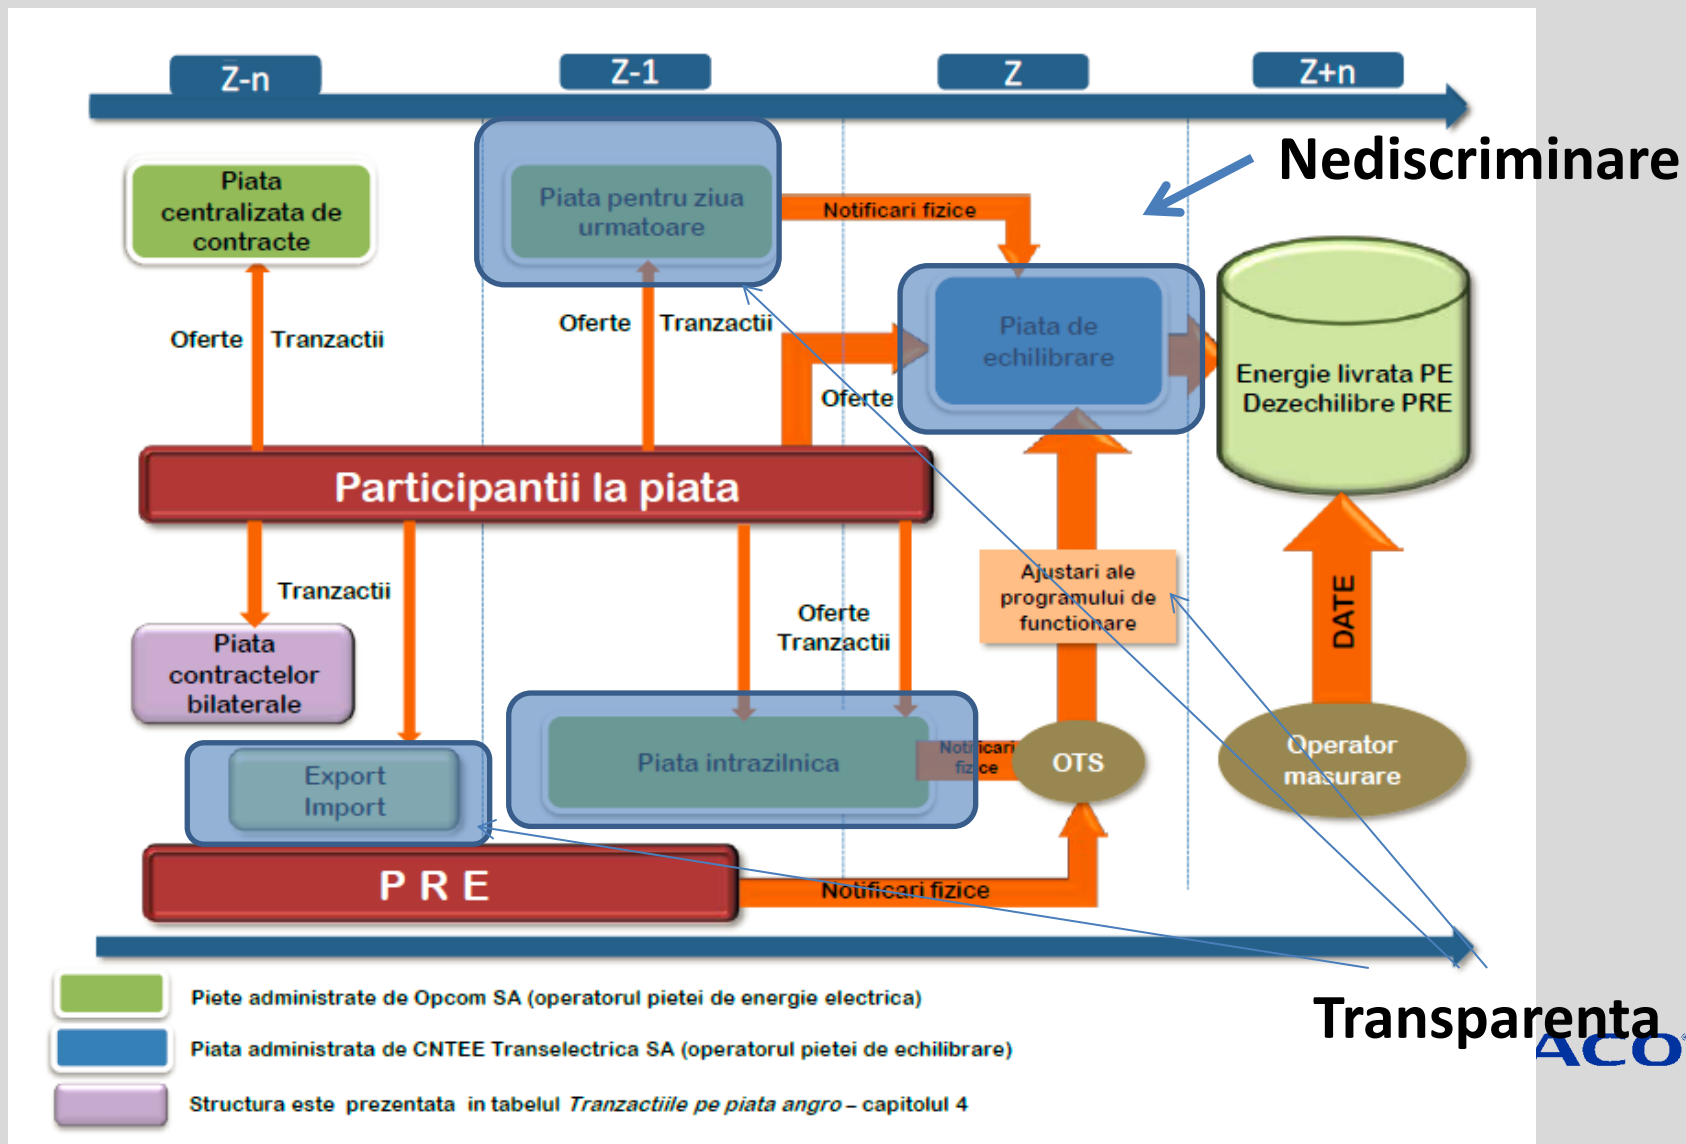 Z-n
Z-1
Z
Z+n
Nediscriminare
Piata
centralizata de
contracte
Piata pentru ziua
urmatoare
Notificari fizice
Oferte
Tranzactii
Oferte
Tranzactii
Piata de
echilibrare
Oferte
Energie livrata PE
Dezechilibre PRE
Participantii la piata
Tranzactii
Oferte
Tranzactii
Ajustari ale
programului de
functionare
DATE
Piata
contractelor
bilaterale
Export
Import
Piata intrazilnica
Notificari
fizice
OTS
Operator
masurare
P R E
Notificari fizice
Piete administrate de Opcom SA (operatorul pietei de energie electrica)
Transparenta
Piata administrata de CNTEE Transelectrica SA (operatorul pietei de echilibrare)
ACO
Structura este prezentata in tabelul Tranzactiile pe piata angro – capitolul 4